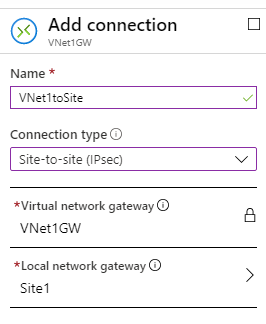 Add connection
VNet1GW
Name *
VNet1toSite
Connection type
Site-to-site (IPsec)
*Virtual network gateway
VNet1GW
*Local network gateway
Site1